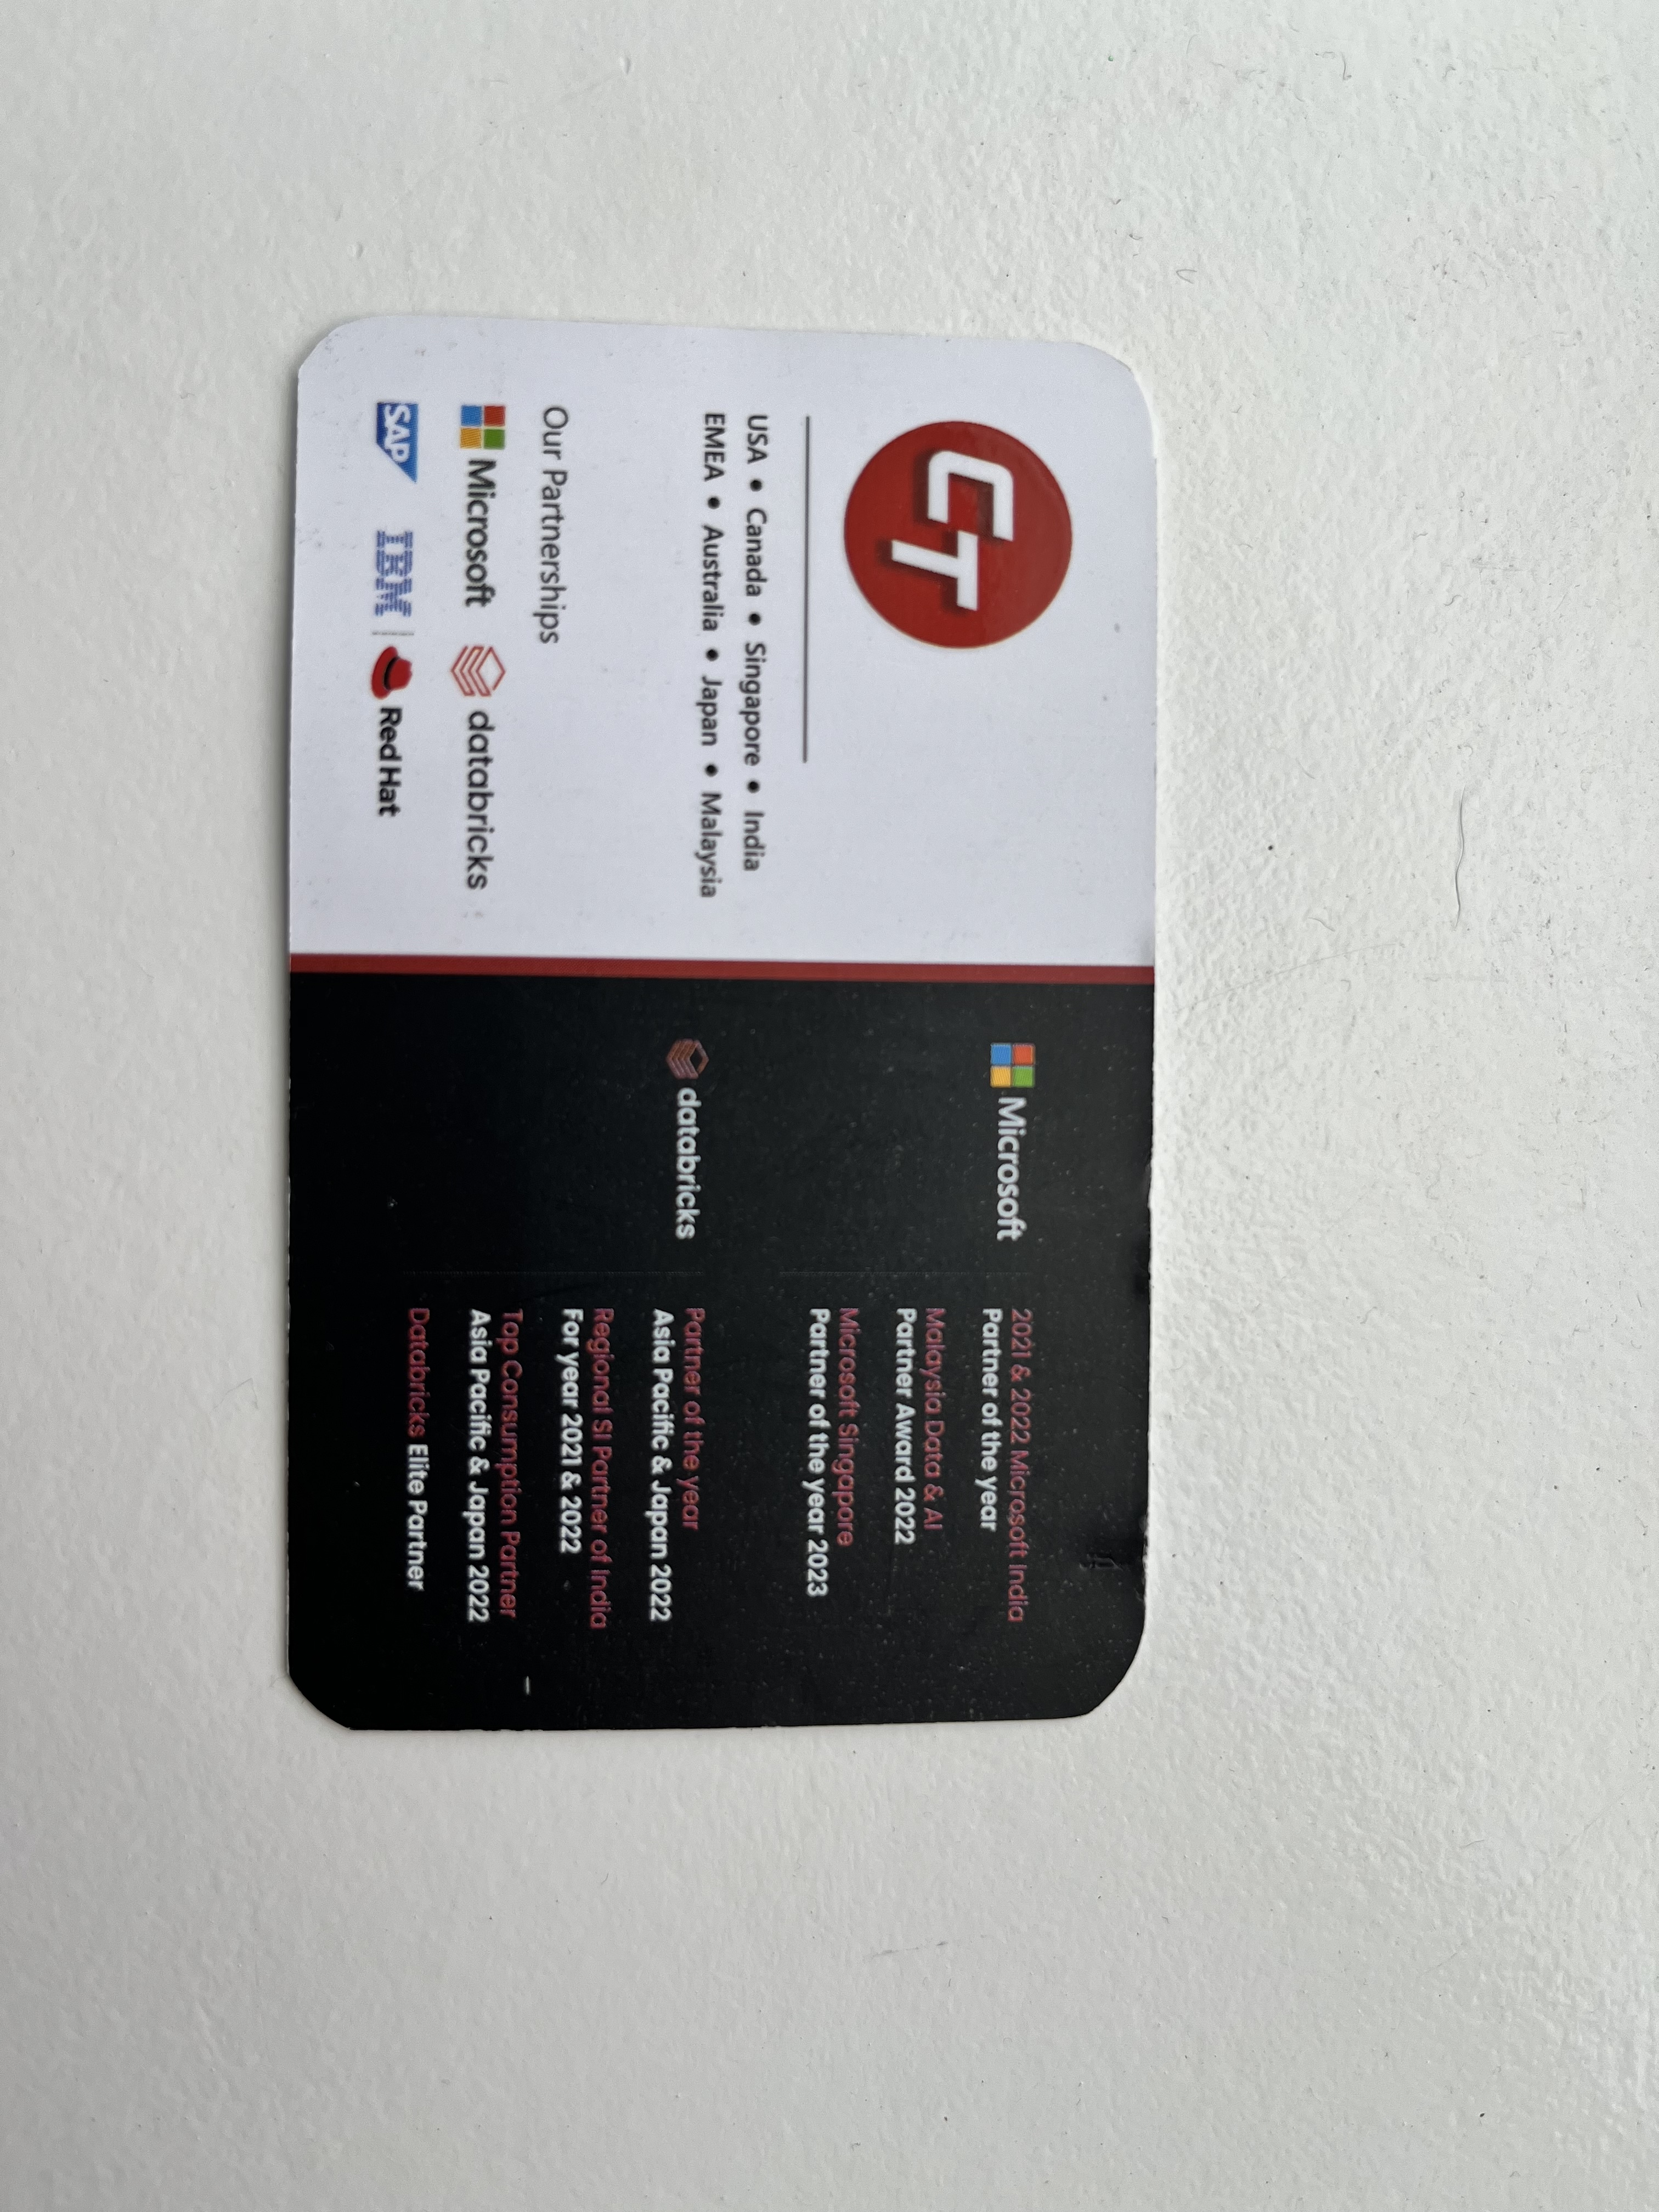 CT
USA • Canada • Singapore • India
EMEA • Australia • Japan • Malaysia
Our Partnerships
Microsoft databricks
SAP IBM | Red Hat
Microsoft
2021 & 2022 Microsoft India
Partner of the year
Malaysia Data & AI
Partner Award 2022
Microsoft Singapore
Partner of the year 2023
databricks
Partner of the year
Asia Pacific & Japan 2022
Regional SI Partner of India
For year 2021 & 2022
Top Consumption Partner
Asia Pacific & Japan 2022
Databricks Elite Partner